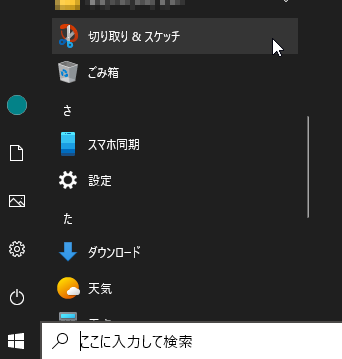 切り取り & スケッチ
ごみ箱
さ
スマホ同期
設定
た
ダウンロード
天気
ここに入力して検索